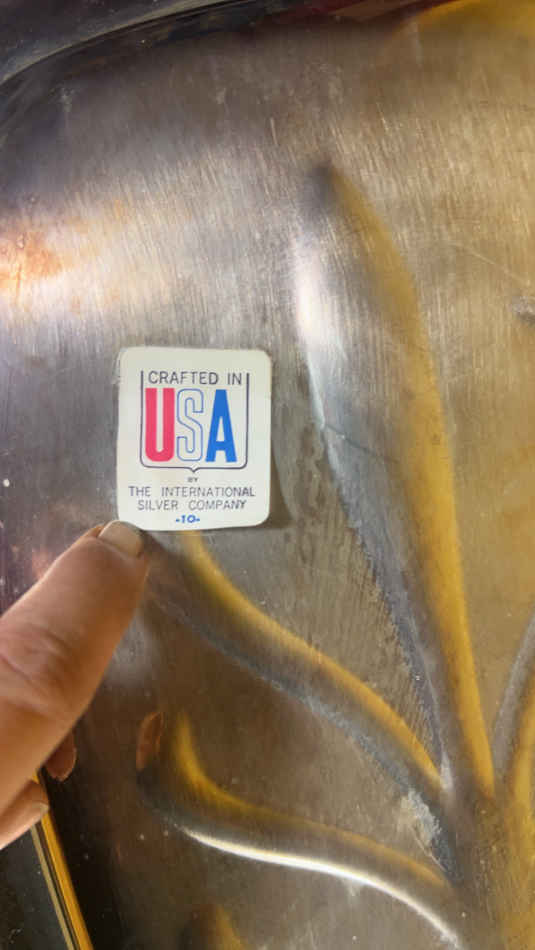 CRAFTED IN
USA
BY
THE INTERNATIONAL
SILVER COMPANY
-10-